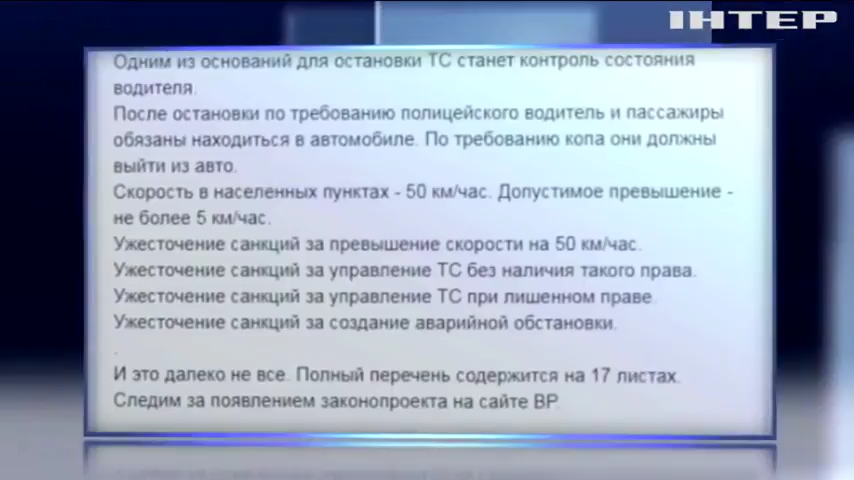 ІНТЕР
Одним из оснований для остановки ТС станет контроль состояния
водителя.
После остановки по требованию полицейского водитель и пассажиры
обязаны находиться в автомобиле. По требованию копа они должны
выйти из авто.
Скорость в населенных пунктах - 50 км/час. Допустимое превышение -
не более 5 км/час.
Ужесточение санкций за превышение скорости на 50 км/час.
Ужесточение санкций за управление ТС без наличия такого права.
Ужесточение санкций за управление ТС при лишенном праве.
Ужесточение санкций за создание аварийной обстановки.
.
И это далеко не все. Полный перечень содержится на 17 листах.
Следим за появлением законопроекта на сайте ВР